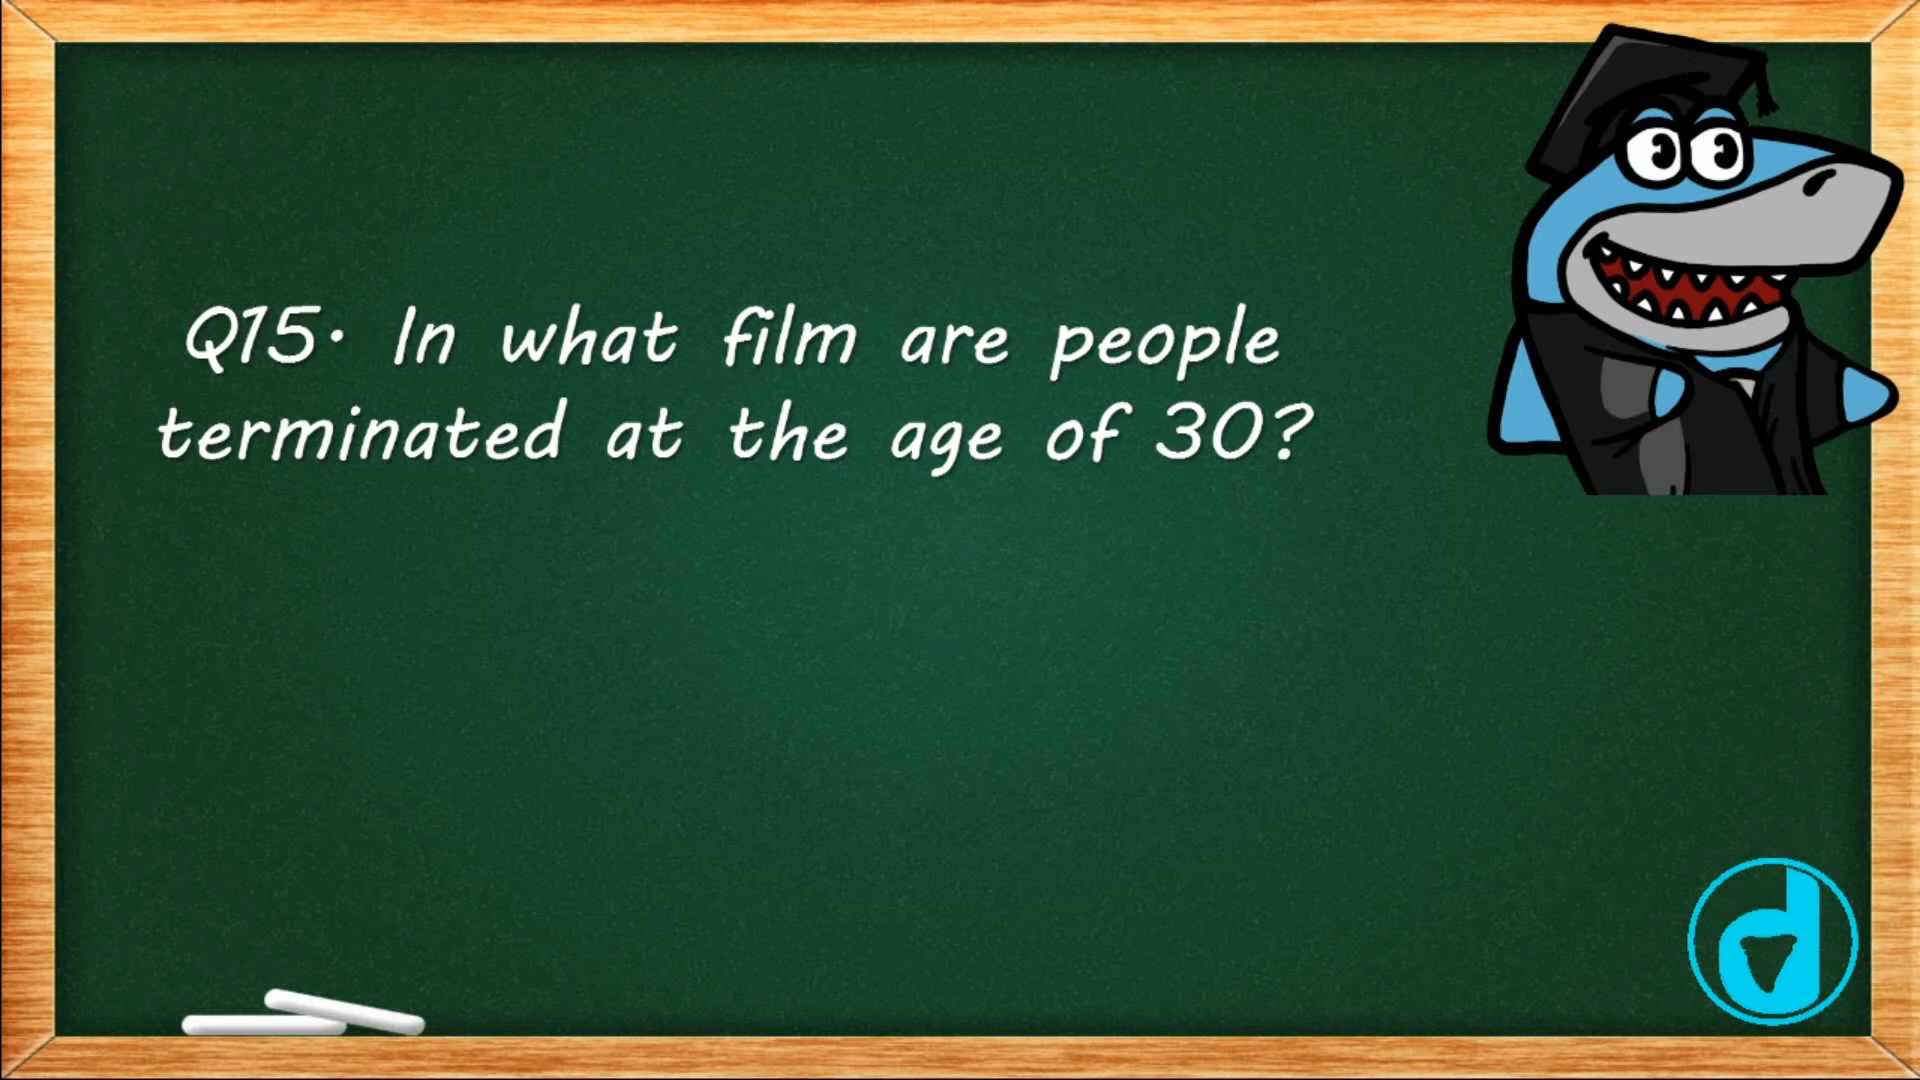 Q15. In what film are people
terminated at the age of 30?